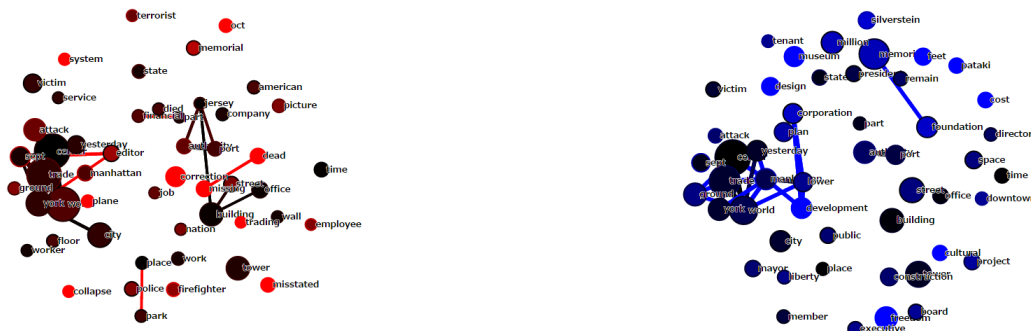 terrorist
oct
memorial
system
state
victim
american
service
jersey
died
picture
financial
part
company
attack
yesterday
port
sept
editor
dead
trade
manhattan
street
time
correction
ground
missing
office
job
plane
york
building
wall
trading
employee
nation
city
floor
worker
place
work
tower
police
firefighter
misstated
collapse
park
silverstein
tenant
million
museum
memorial
feet
pataki
state
president
remain
victim
design
cost
corporation
foundation
attack
plan
part
director
yesterday
sept
port
space
trade
tower
time
ground
street
office
downtown
york
world
development
building
city
public
cultural
mayor
place
project
liberty
construction
tower
member
board
freedom
executive